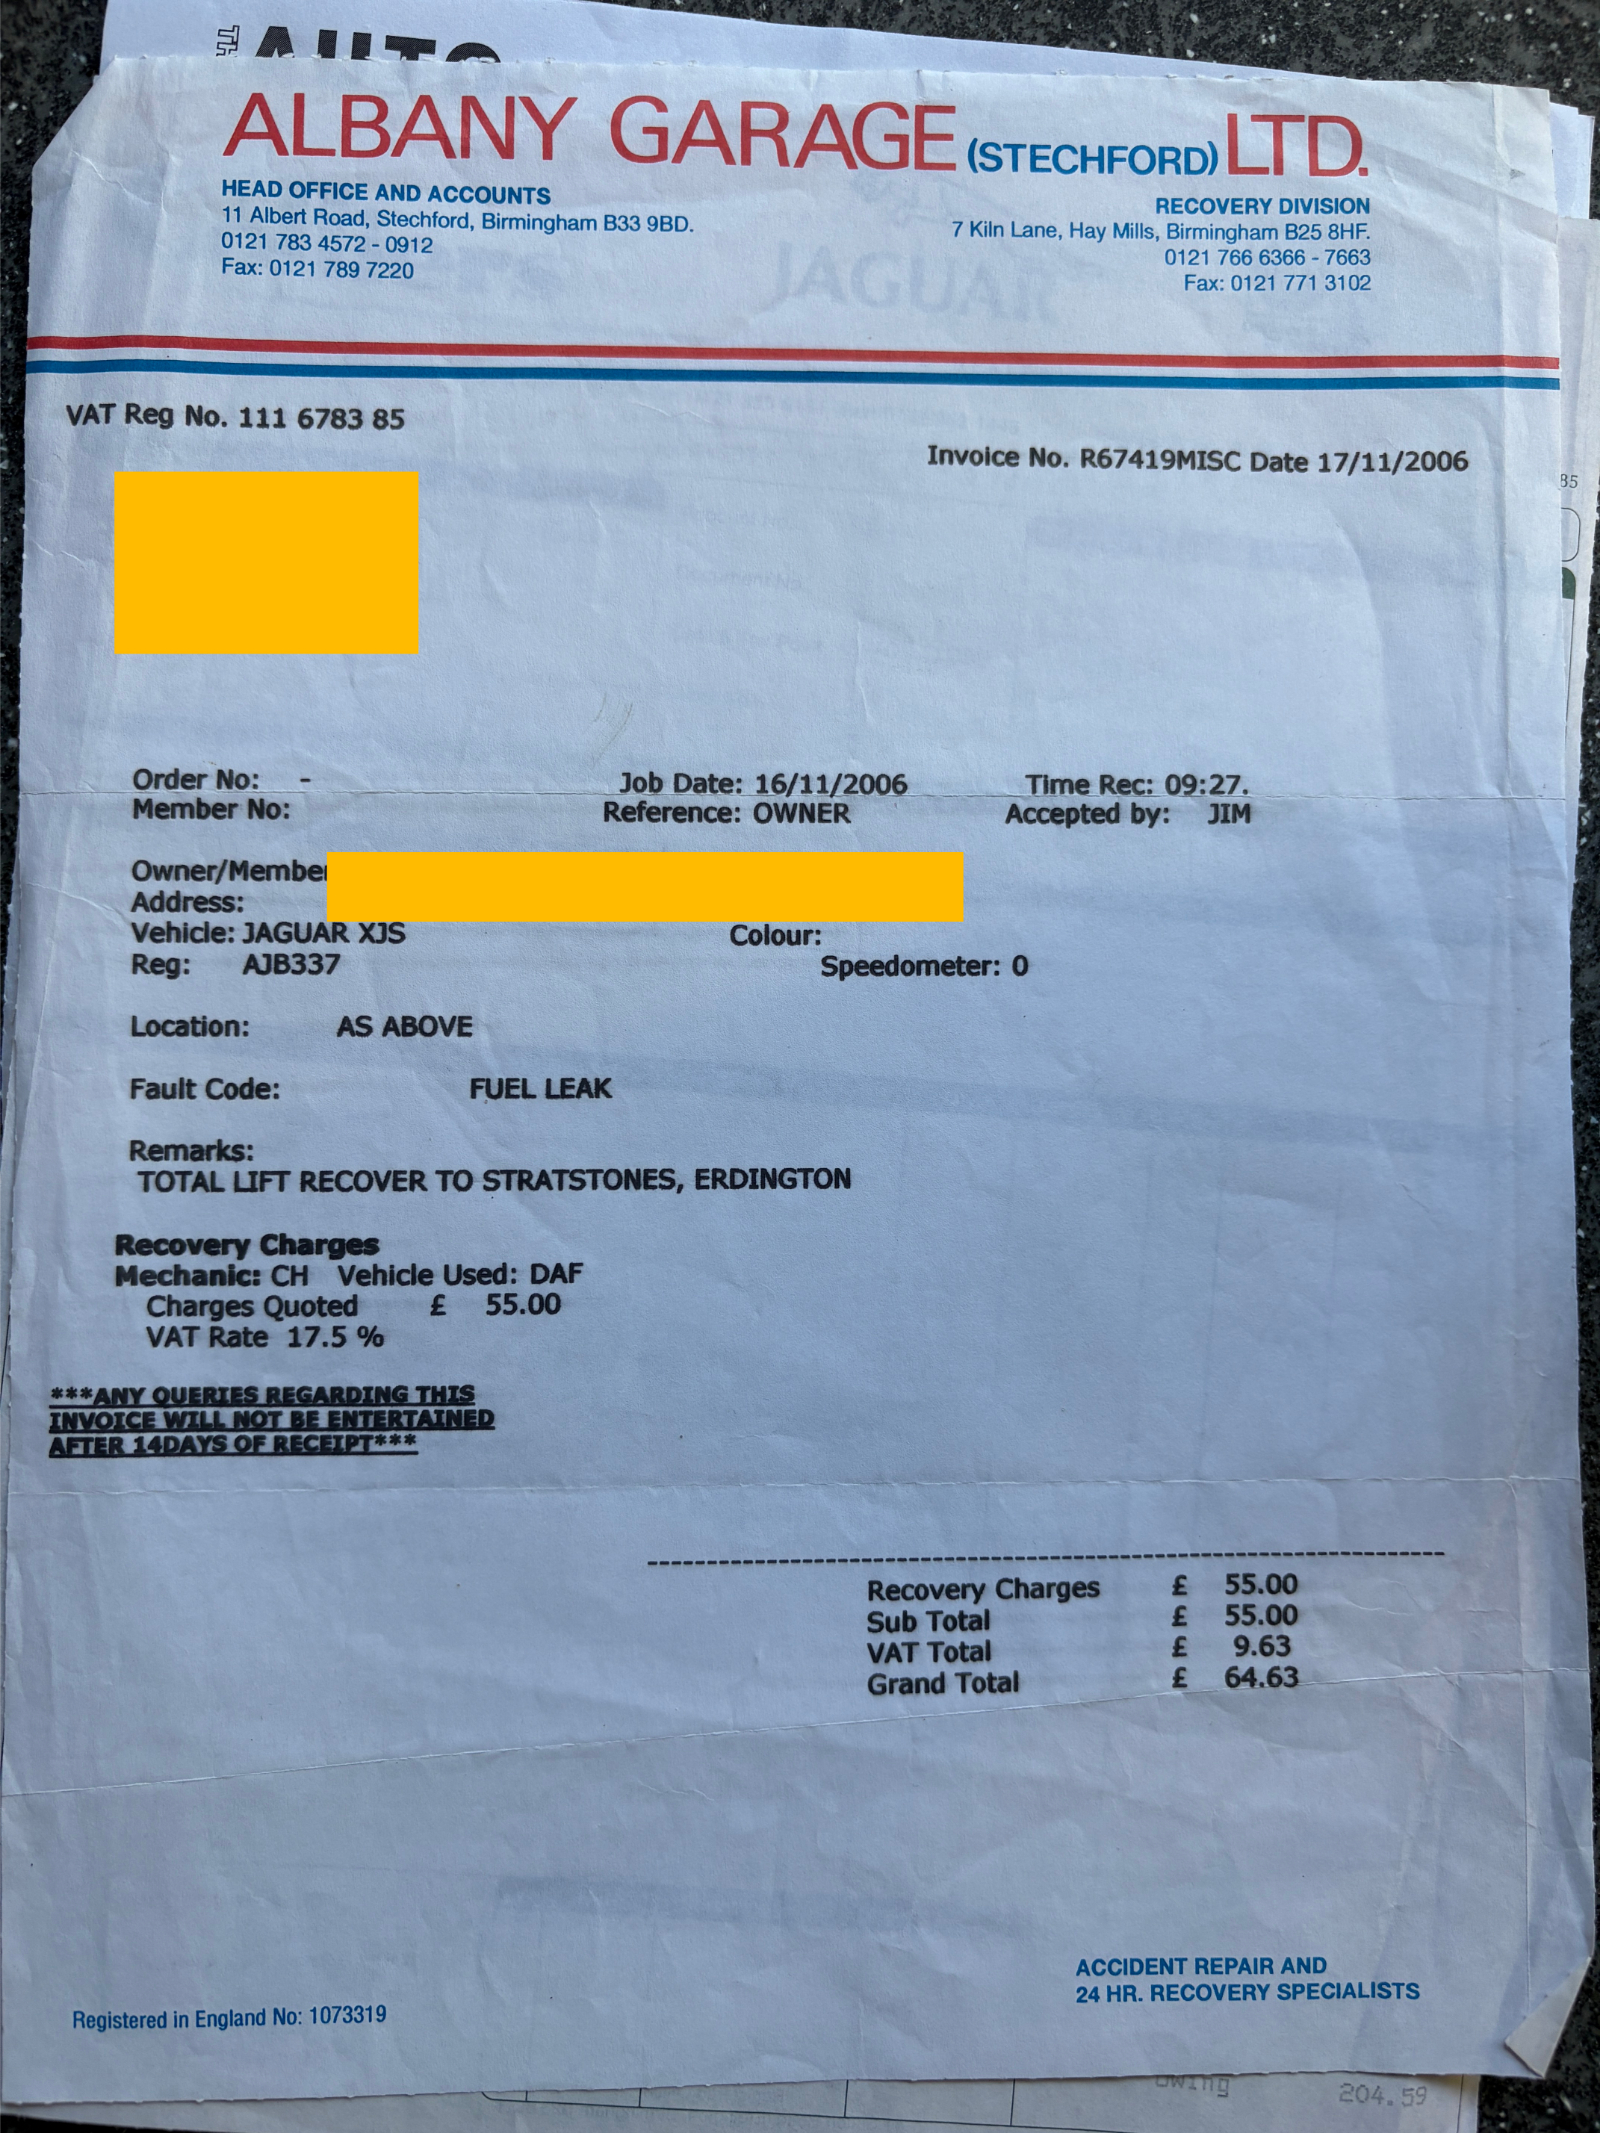 THE AUTO
ALBANY GARAGE (STECHFORD) LTD.
HEAD OFFICE AND ACCOUNTS
11 Albert Road, Stechford, Birmingham B33 9BD.
0121 783 4572 - 0912
Fax: 0121 789 7220
RECOVERY DIVISION
7 Kiln Lane, Hay Mills, Birmingham B25 8HF.
0121 766 6366 - 7663
Fax: 0121 771 3102
JAGUAR
VAT Reg No. 111 6783 85
Invoice No. R67419MISC Date 17/11/2006
85
Order No: - Job Date: 16/11/2006 Time Rec: 09:27.
Member No: Reference: OWNER Accepted by: JIM
Owner/Member
Address:
Vehicle: JAGUAR XJS Colour:
Reg: AJB337 Speedometer: 0
Location: AS ABOVE
Fault Code: FUEL LEAK
Remarks:
TOTAL LIFT RECOVER TO STRATSTONES, ERDINGTON
Recovery Charges
Mechanic: CH Vehicle Used: DAF
Charges Quoted £ 55.00
VAT Rate 17.5 %
***ANY QUERIES REGARDING THIS
INVOICE WILL NOT BE ENTERTAINED
AFTER 14DAYS OF RECEIPT***
Recovery Charges £ 55.00
Sub Total £ 55.00
VAT Total £ 9.63
Grand Total £ 64.63
ACCIDENT REPAIR AND
24 HR. RECOVERY SPECIALISTS
Registered in England No: 1073319
owing 204.59